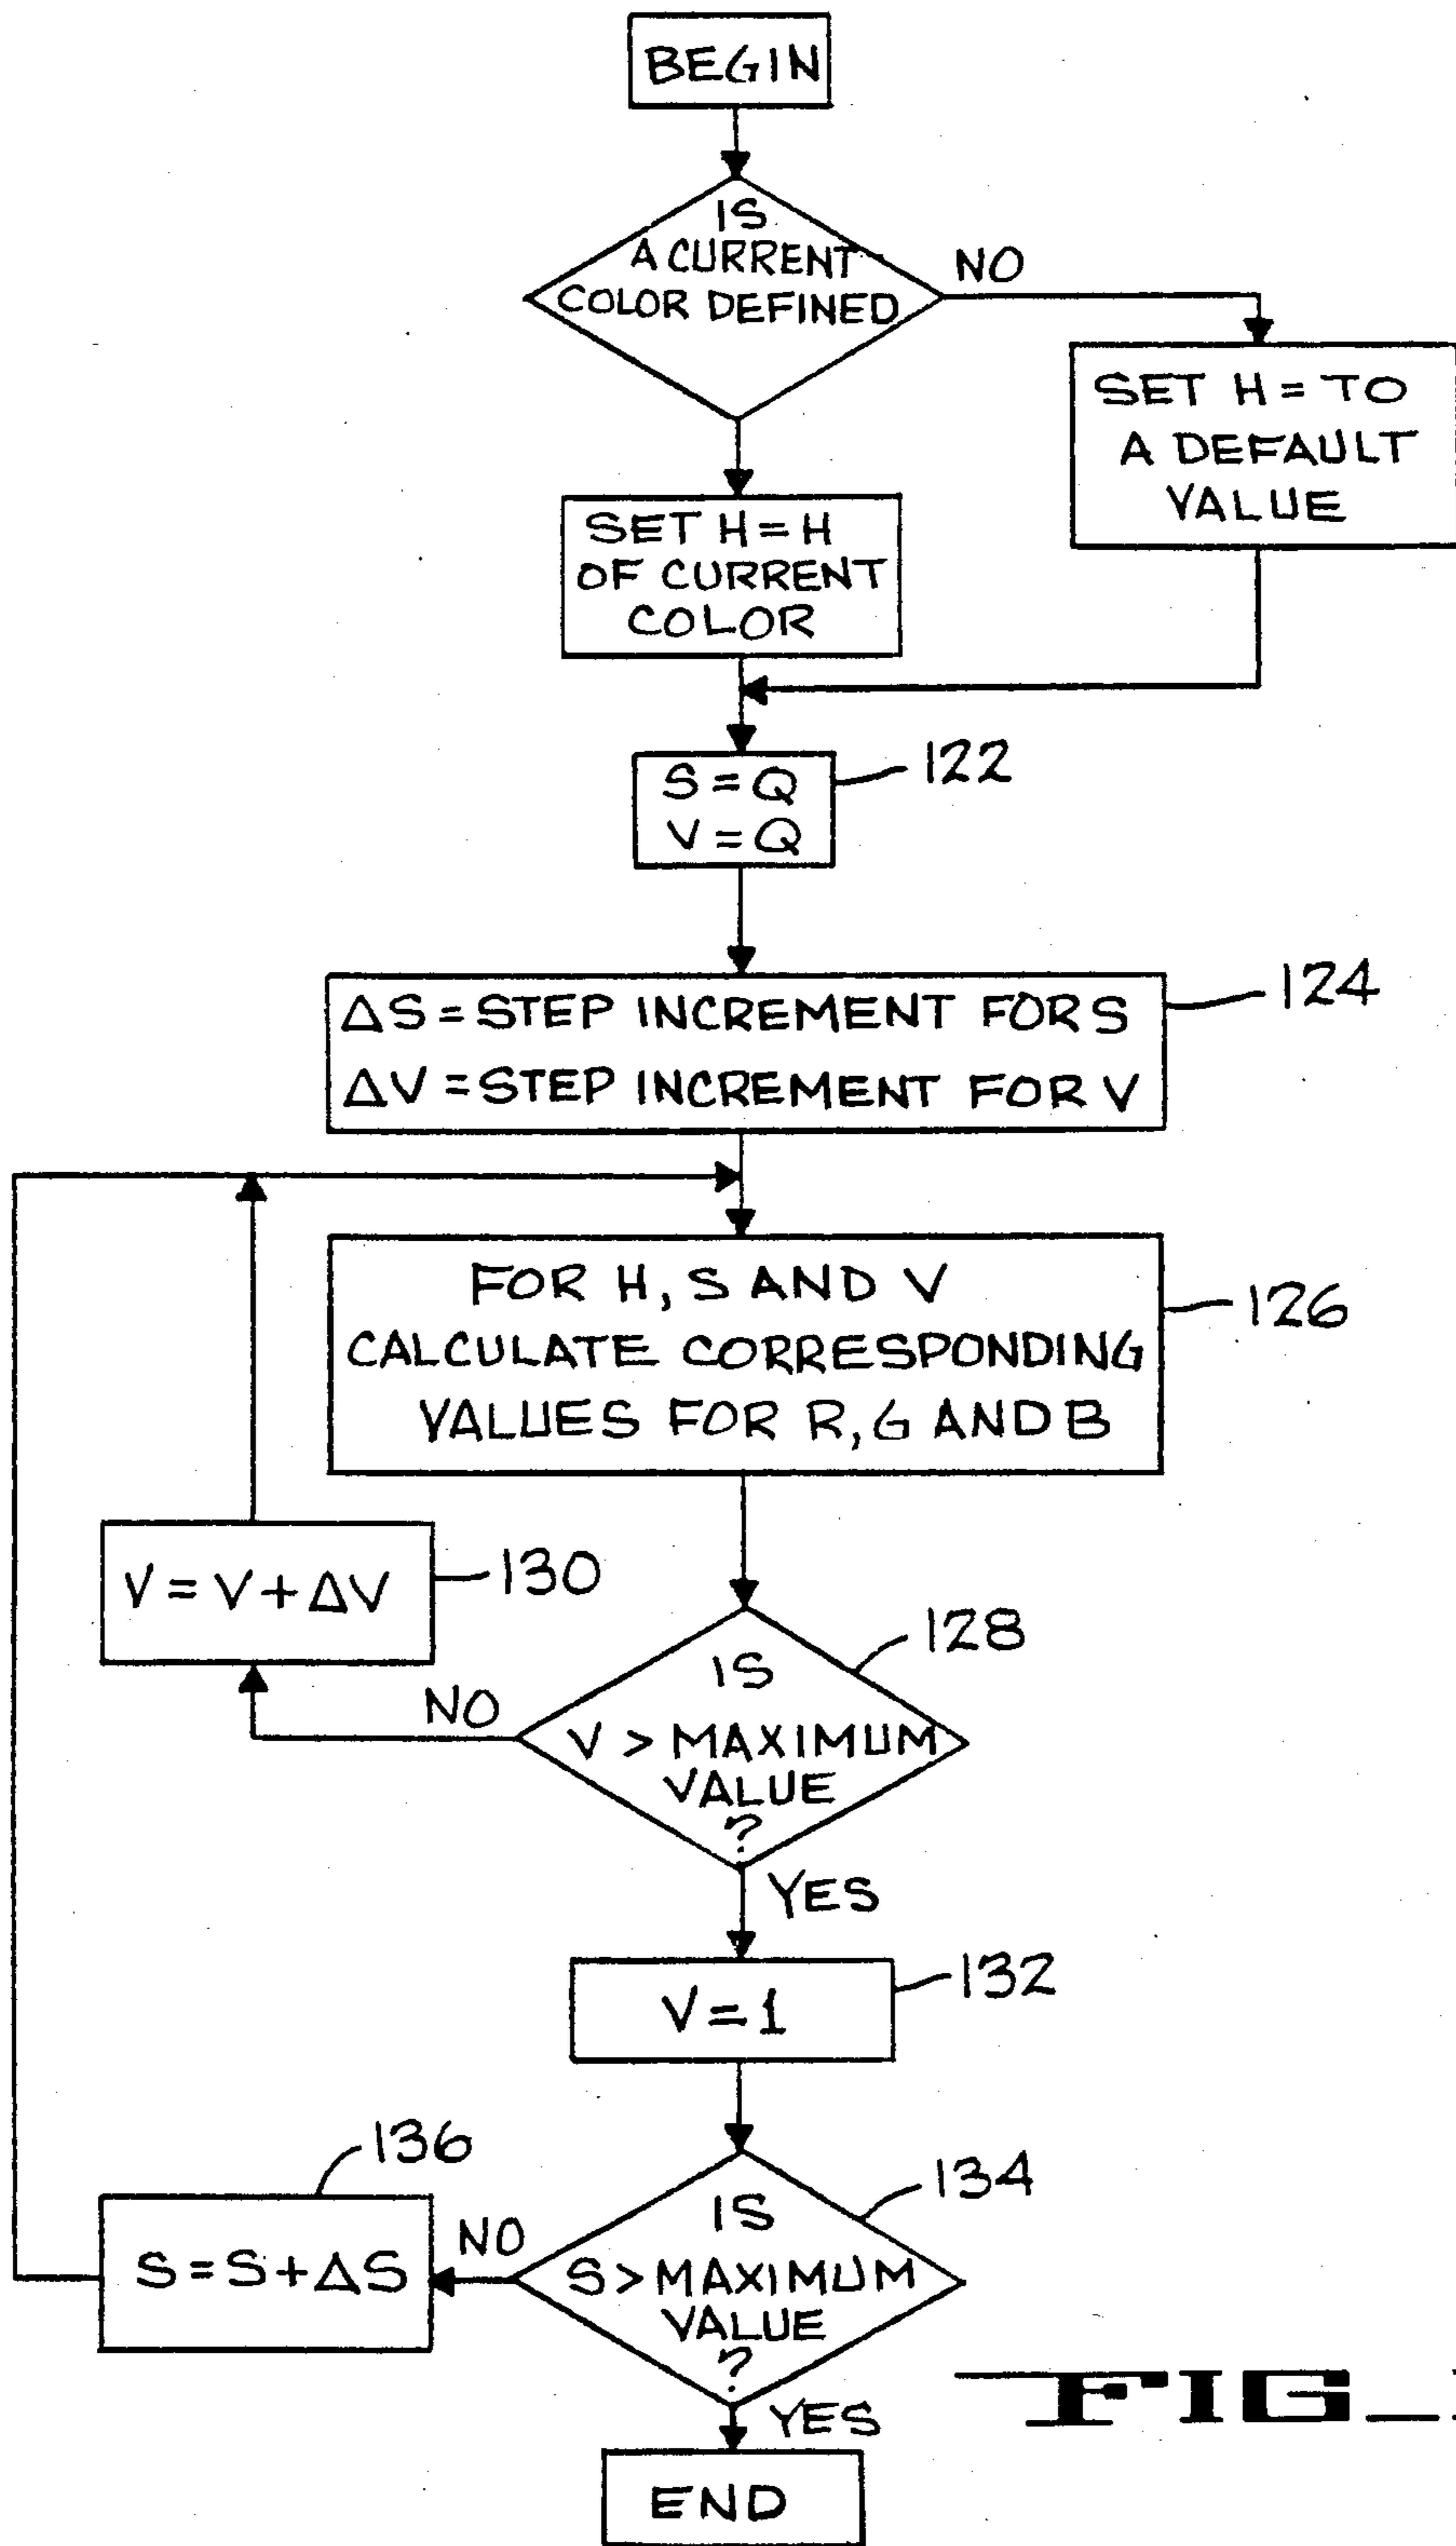 BEGIN
IS
A CURRENT
COLOR DEFINED
NO
SET H = TO
A DEFAULT
VALUE
SET H = H
OF CURRENT
COLOR
S = Q
V = Q
122
ΔS = STEP INCREMENT FOR S
ΔV = STEP INCREMENT FOR V
124
FOR H, S AND V
CALCULATE CORRESPONDING
VALUES FOR R, G AND B
126
V = V + ΔV
130
128
IS
V > MAXIMUM
VALUE
?
NO
YES
V = 1
132
136
134
S = S + ΔS
NO
IS
S > MAXIMUM
VALUE
?
YES
END
FIG_